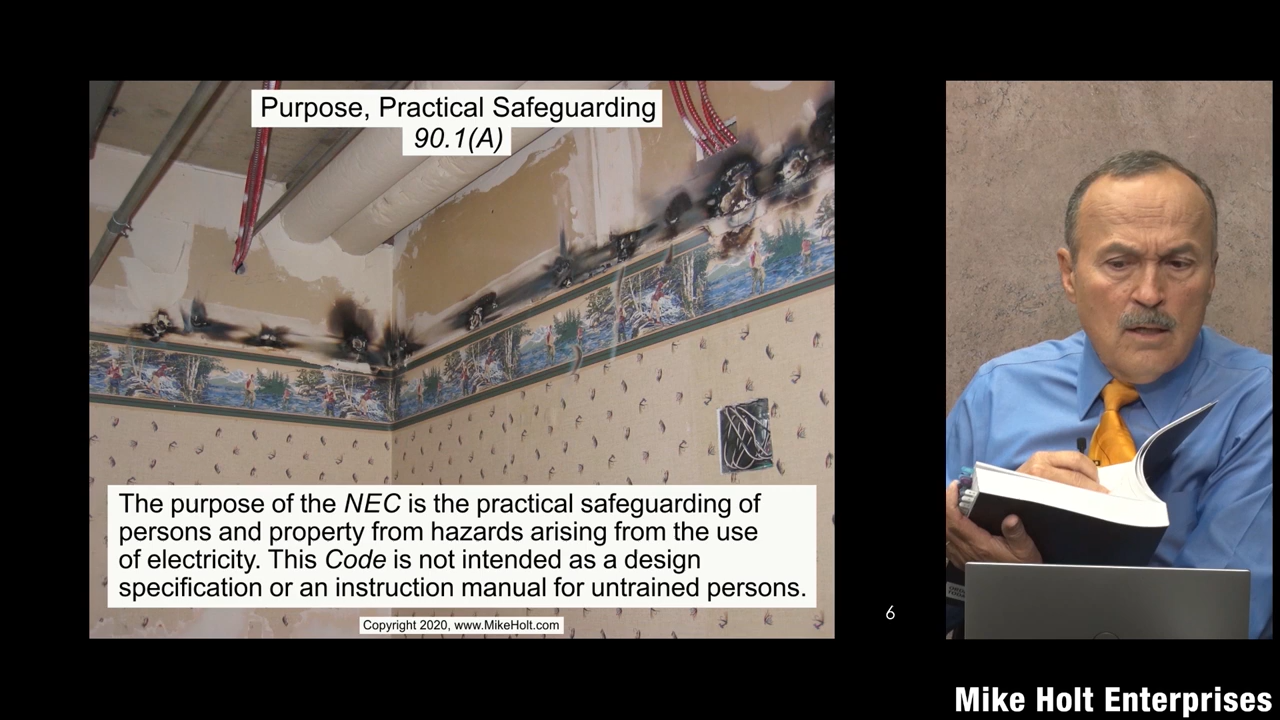 Purpose, Practical Safeguarding
90.1(A)
The purpose of the NEC is the practical safeguarding of
persons and property from hazards arising from the use
of electricity. This Code is not intended as a design
specification or an instruction manual for untrained persons.
Copyright 2020, www.MikeHolt.com
6
Mike Holt Enterprises